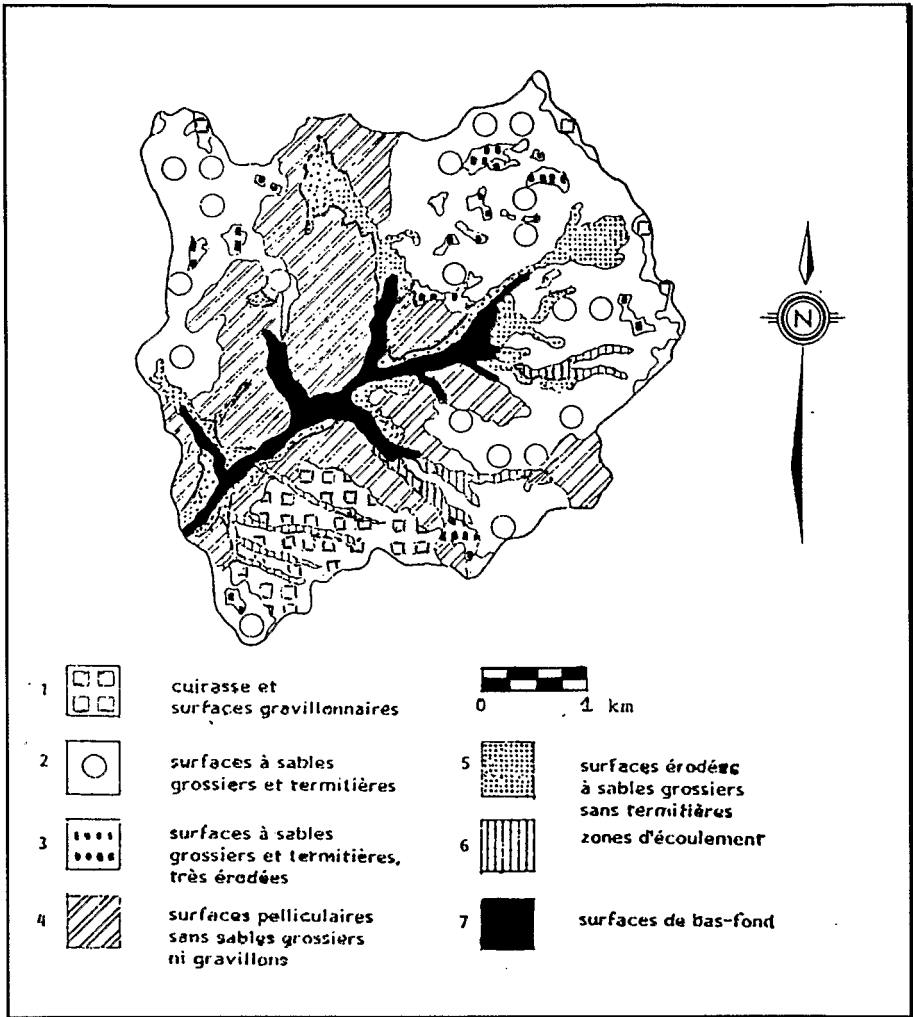 N
1 cuirasse et
surfaces gravillonnaires
2 surfaces à sables
grossiers et termitières
3 surfaces à sables
grossiers et termitières,
très érodées
4 surfaces pelliculaires
sans sables grossiers
ni gravillons
0 1 km
5 surfaces érodées
à sables grossiers
sans termitières
6 zones d'écoulement
7 surfaces de bas-fond